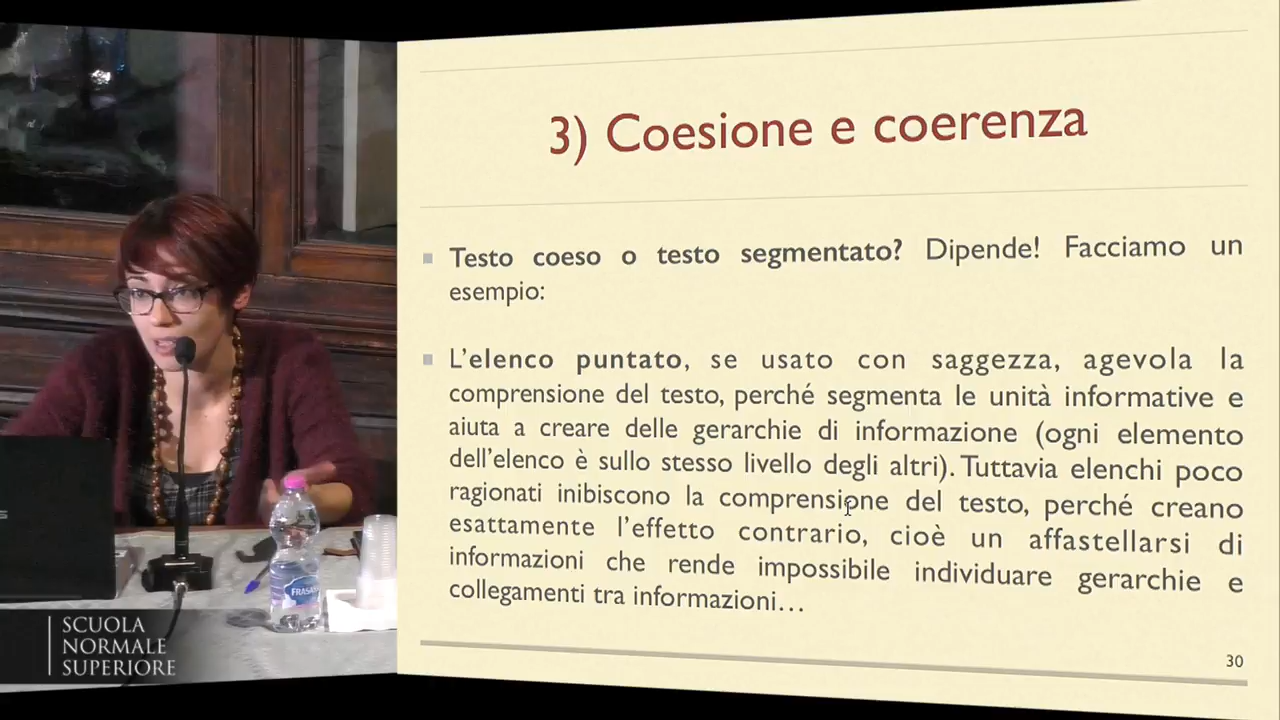 3) Coesione e coerenza
Testo coeso o testo segmentato? Dipende! Facciamo un
esempio:
L'elenco puntato, se usato con saggezza, agevola la
comprensione del testo, perché segmenta le unità informative e
aiuta a creare delle gerarchie di informazione (ogni elemento
dell'elenco è sullo stesso livello degli altri). Tuttavia elenchi poco
ragionati inibiscono la comprensione del testo, perché creano
esattamente l'effetto contrario, cioè un affastellarsi di
informazioni che rende impossibile individuare gerarchie e
collegamenti tra informazioni…
30
SCUOLA
NORMALE
SUPERIORE